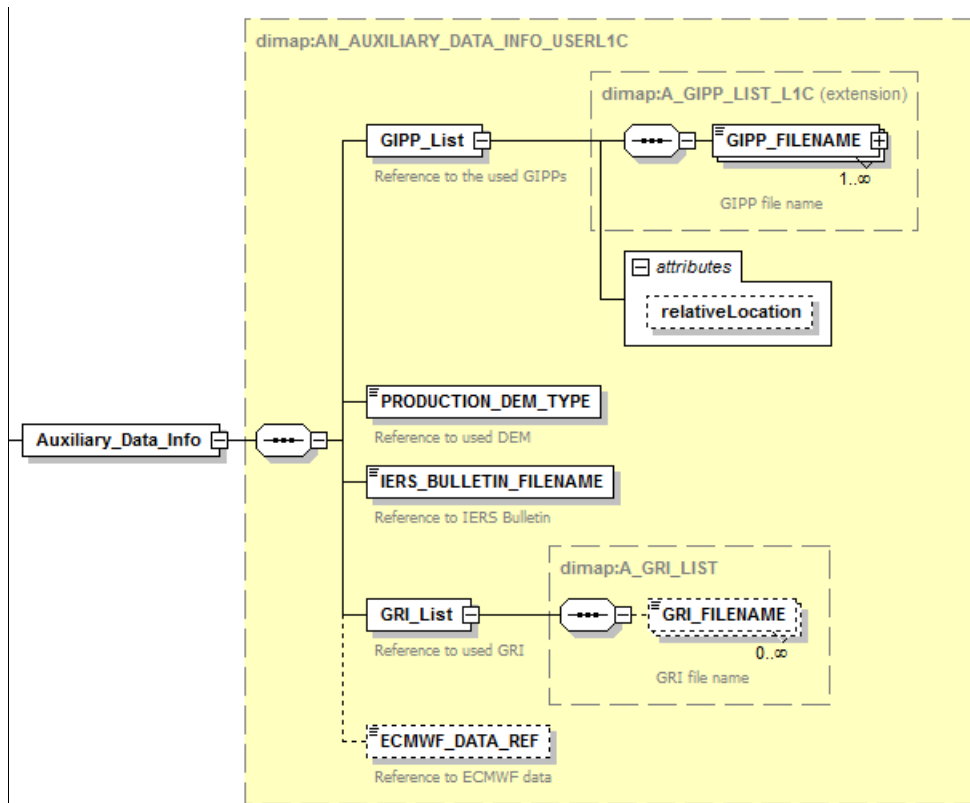 dimap:AN_AUXILIARY_DATA_INFO_USERL1C
dimap:A_GIPP_LIST_L1C (extension)
GIPP_List
GIPP_FILENAME
1..∞
Reference to the used GIPPs
GIPP file name
attributes
relativeLocation
PRODUCTION_DEM_TYPE
Reference to used DEM
Auxiliary_Data_Info
IERS_BULLETIN_FILENAME
Reference to IERS Bulletin
dimap:A_GRI_LIST
GRI_List
GRI_FILENAME
0..∞
Reference to used GRI
GRI file name
ECMWF_DATA_REF
Reference to ECMWF data